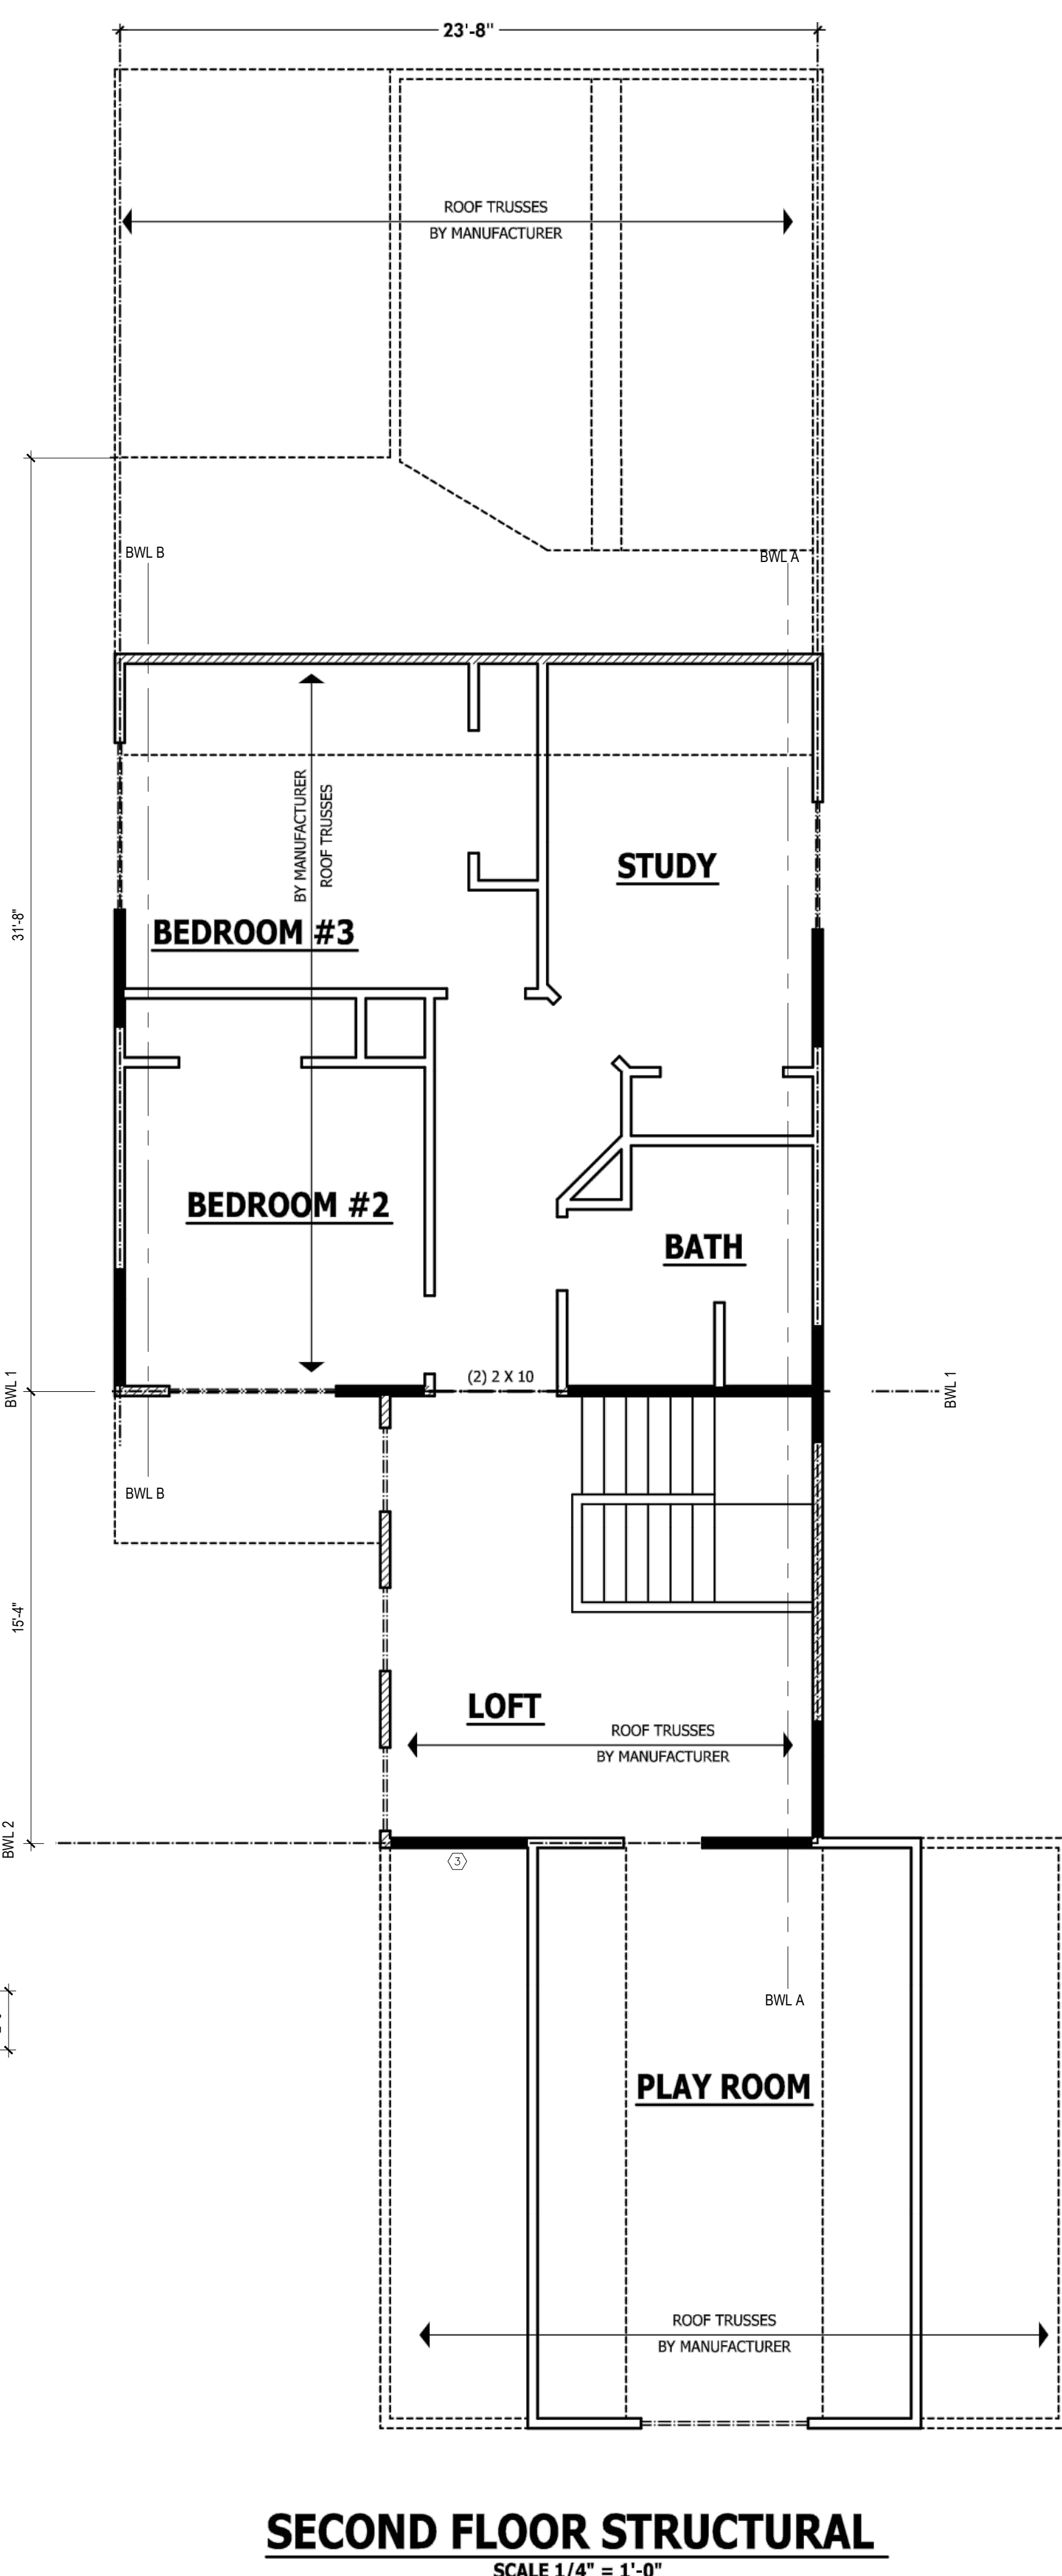 23'-8"
ROOF TRUSSES
BY MANUFACTURER
BWL B
BWL A
BY MANUFACTURER
ROOF TRUSSES
STUDY
31'-8"
BEDROOM #3
BEDROOM #2
BATH
(2) 2 X 10
BWL 1
BWL 1
BWL B
15'-4"
LOFT
ROOF TRUSSES
BY MANUFACTURER
BWL 2
3
BWL A
PLAY ROOM
ROOF TRUSSES
BY MANUFACTURER
SECOND FLOOR STRUCTURAL
SCALE 1/4" = 1'-0"